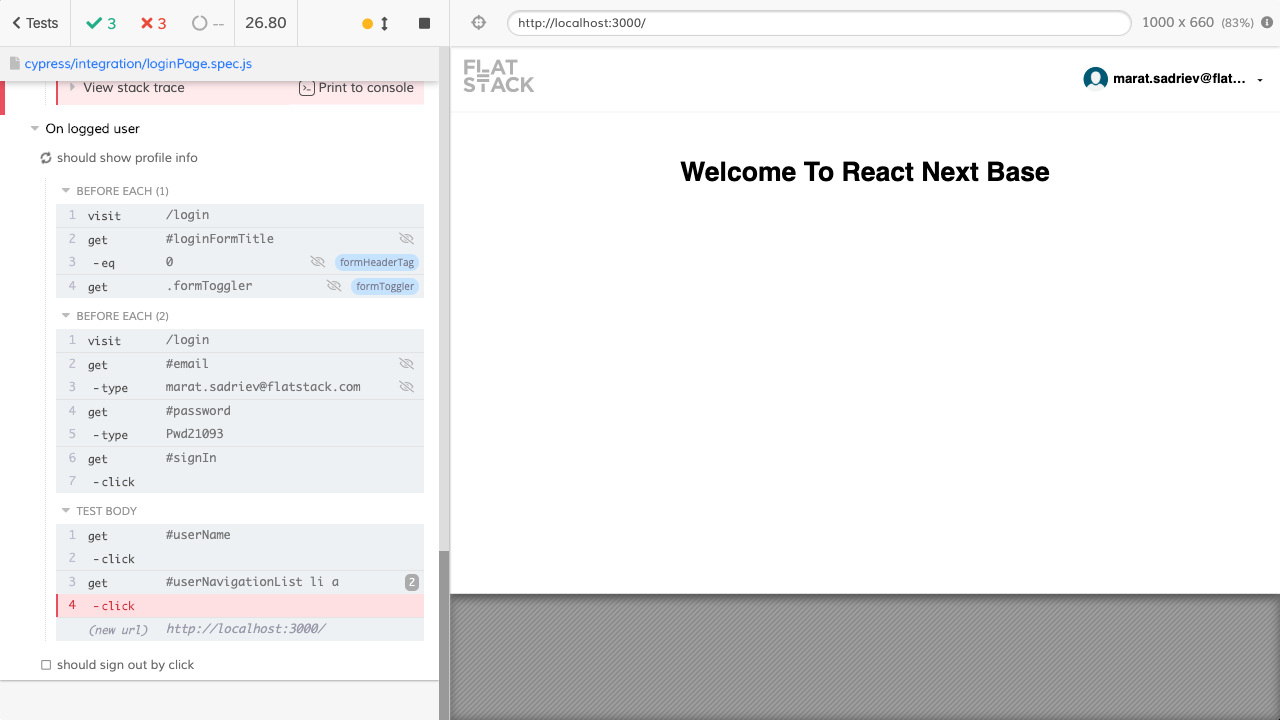 Tests
3
3
--
26.80
http://localhost:3000/
1000 x 660 (83%)
cypress/integration/loginPage.spec.js
View stack trace
Print to console
On logged user
should show profile info
BEFORE EACH (1)
1 visit /login
2 get #loginFormTitle
3 -eq 0 formHeaderTag
4 get .formToggler formToggler
BEFORE EACH (2)
1 visit /login
2 get #email
3 -type marat.sadriev@flatstack.com
4 get #password
5 -type Pwd21093
6 get #signIn
7 -click
TEST BODY
1 get #userName
2 -click
3 get #userNavigationList li a 2
4 -click
(new url) http://localhost:3000/
should sign out by click
FLAT
STACK
marat.sadriev@flat...
Welcome To React Next Base